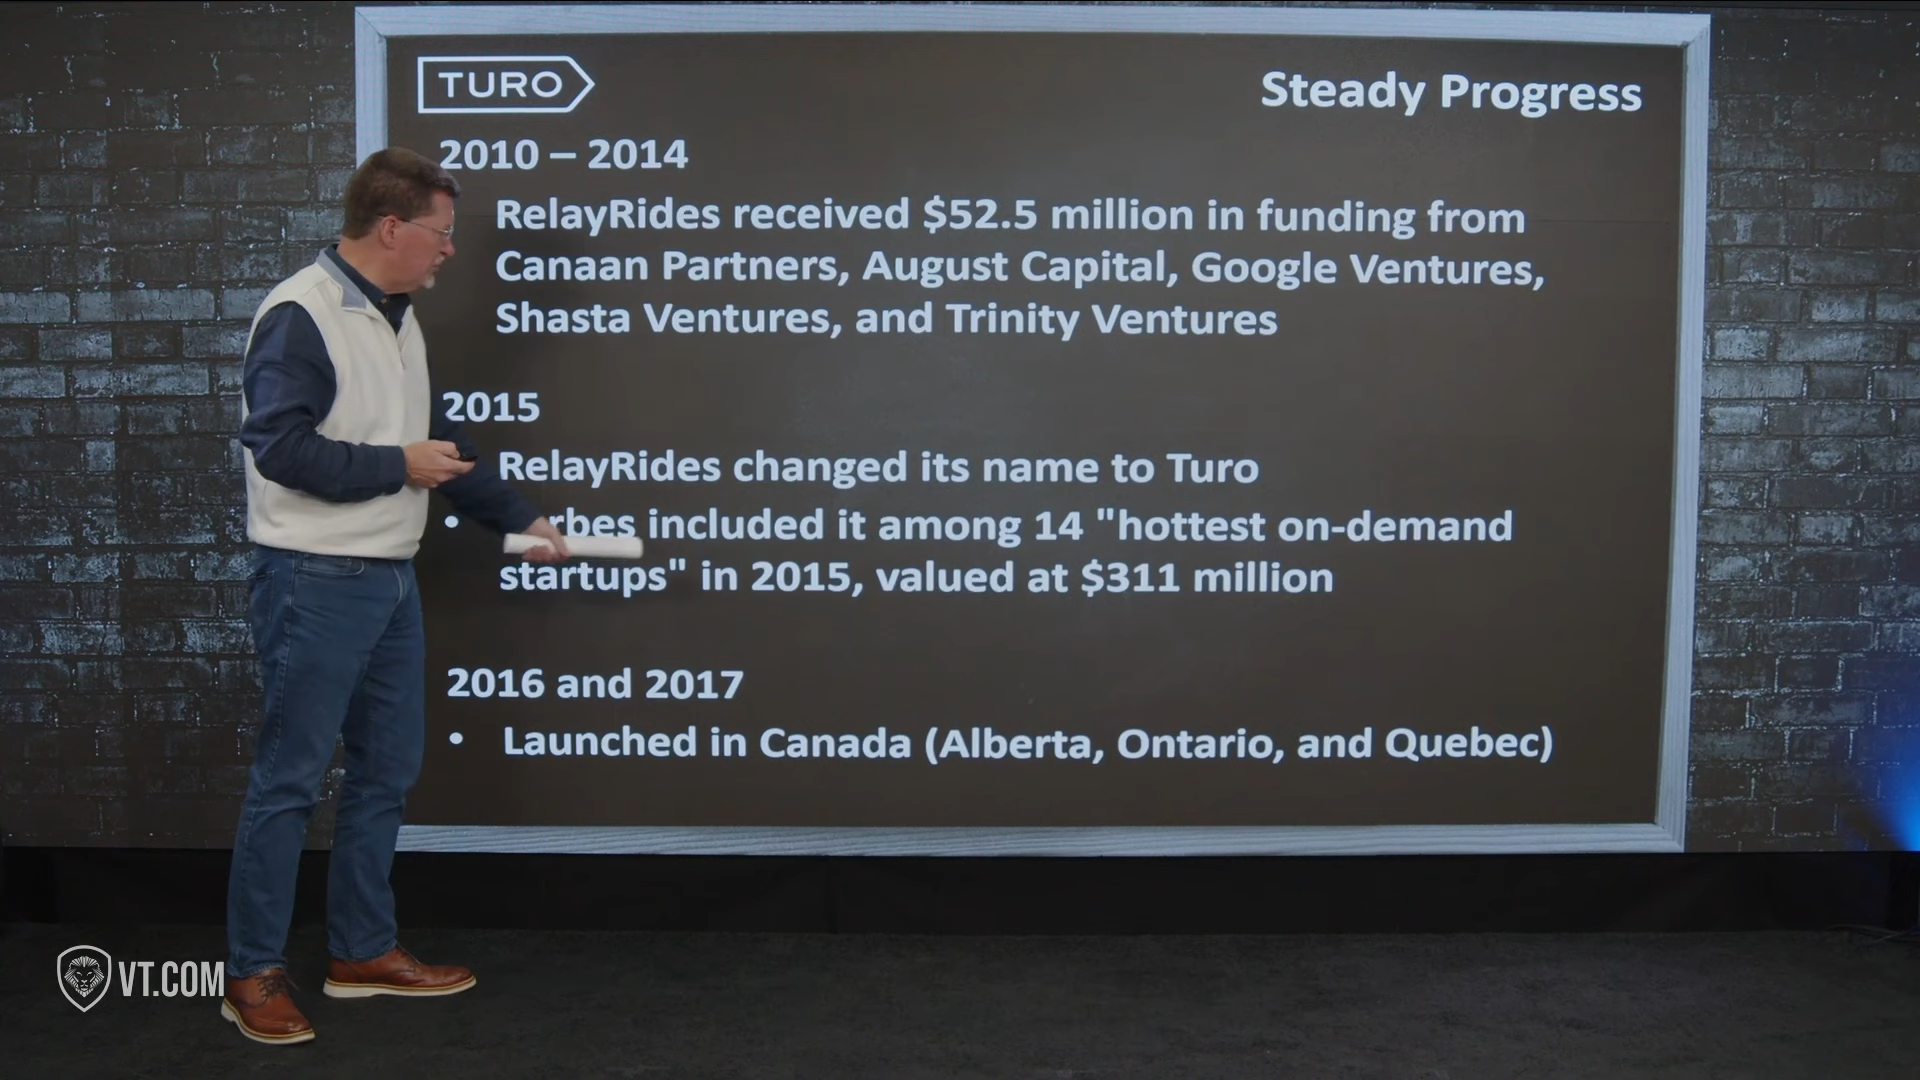 TURO
Steady Progress
2010 – 2014
RelayRides received $52.5 million in funding from
Canaan Partners, August Capital, Google Ventures,
Shasta Ventures, and Trinity Ventures
2015
RelayRides changed its name to Turo
• included it among 14 "hottest on-demand
startups" in 2015, valued at $311 million
2016 and 2017
• Launched in Canada (Alberta, Ontario, and Quebec)
VT.COM